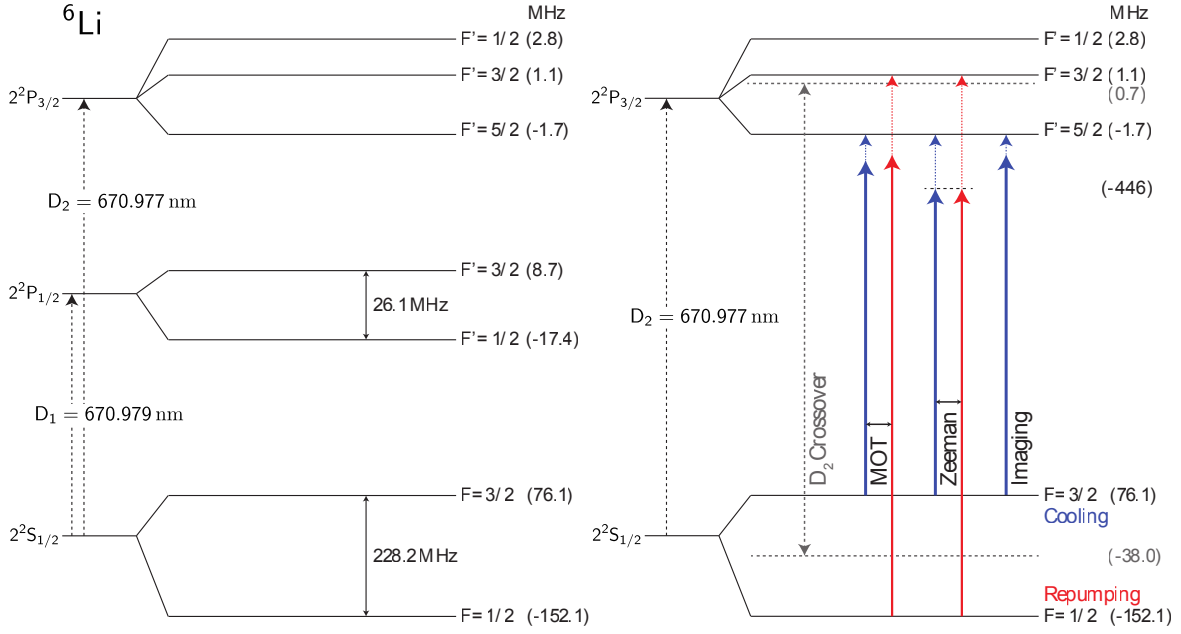 ⁶Li
MHz
F'= 1/2 (2.8)
F'= 3/2 (1.1)
2²P₃/₂
F'= 5/2 (-1.7)
D₂ = 670.977 nm
F'= 3/2 (8.7)
2²P₁/₂
26.1 MHz
F'= 1/2 (-17.4)
D₁ = 670.979 nm
F= 3/2 (76.1)
2²S₁/₂
228.2 MHz
F= 1/2 (-152.1)
MHz
F'= 1/2 (2.8)
F'= 3/2 (1.1)
(0.7)
2²P₃/₂
F'= 5/2 (-1.7)
(-446)
D₂ = 670.977 nm
D₂ Crossover
MOT
Zeeman
Imaging
F= 3/2 (76.1)
Cooling
2²S₁/₂
(-38.0)
Repumping
F= 1/2 (-152.1)